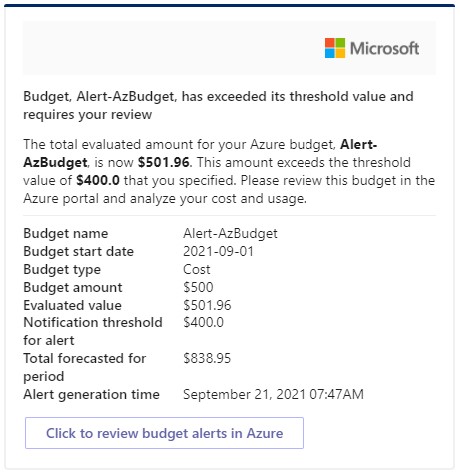 Microsoft
Budget, Alert-AzBudget, has exceeded its threshold value and
requires your review
The total evaluated amount for your Azure budget, Alert-
AzBudget, is now $501.96. This amount exceeds the threshold
value of $400.0 that you specified. Please review this budget in the
Azure portal and analyze your cost and usage.
Budget name Alert-AzBudget
Budget start date 2021-09-01
Budget type Cost
Budget amount $500
Evaluated value $501.96
Notification threshold $400.0
for alert
Total forecasted for $838.95
period
Alert generation time September 21, 2021 07:47AM
Click to review budget alerts in Azure